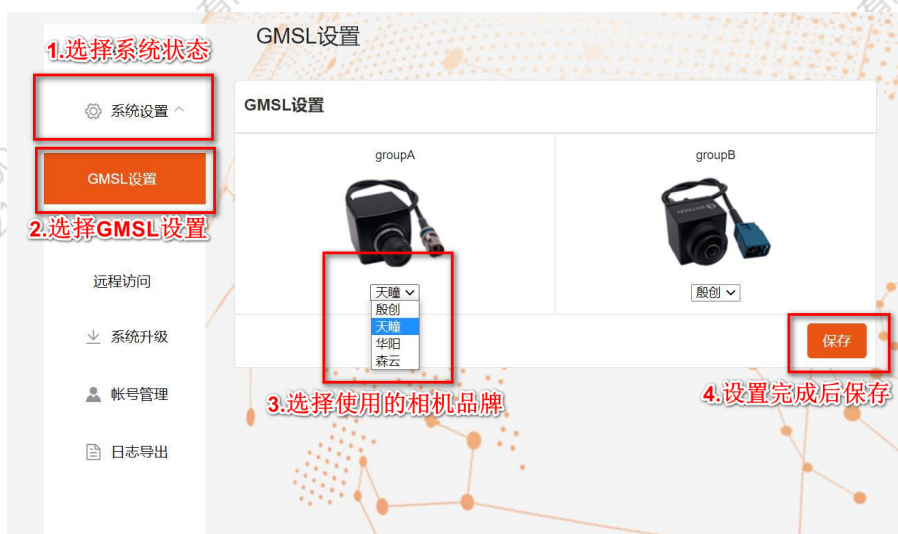 GMSL设置
1.选择系统状态
系统设置
GMSL设置
2.选择GMSL设置
远程访问
系统升级
帐号管理
日志导出
GMSL设置
groupA
groupB
天瞳
殷创
天瞳
华阳
森云
殷创
保存
3.选择使用的相机品牌
4.设置完成后保存